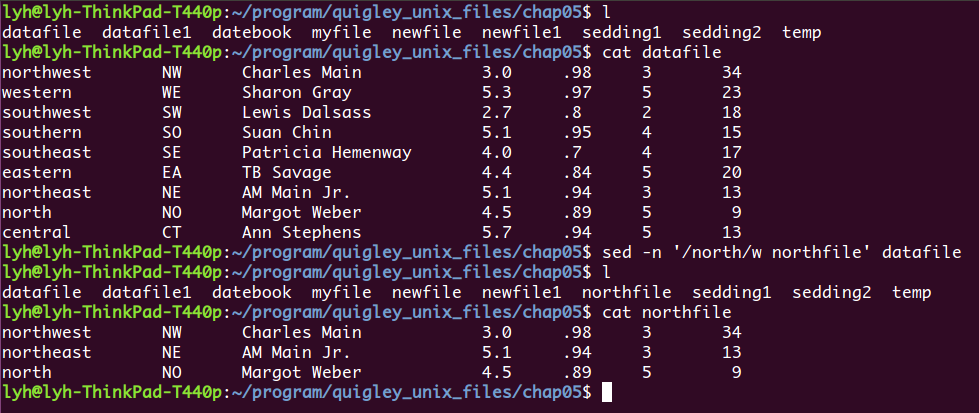 lyh@lyh-ThinkPad-T440p:~/program/quigley_unix_files/chap05$ l
datafile  datafile1  datebook  myfile  newfile  newfile1  sedding1  sedding2  temp
lyh@lyh-ThinkPad-T440p:~/program/quigley_unix_files/chap05$ cat datafile
northwest       NW      Charles Main            3.0     .98     3       34
western         WE      Sharon Gray             5.3     .97     5       23
southwest       SW      Lewis Dalsass           2.7     .8      2       18
southern        SO      Suan Chin               5.1     .95     4       15
southeast       SE      Patricia Hemenway       4.0     .7      4       17
eastern         EA      TB Savage               4.4     .84     5       20
northeast       NE      AM Main Jr.             5.1     .94     3       13
north           NO      Margot Weber            4.5     .89     5        9
central         CT      Ann Stephens            5.7     .94     5       13
lyh@lyh-ThinkPad-T440p:~/program/quigley_unix_files/chap05$ sed -n '/north/w northfile' datafile
lyh@lyh-ThinkPad-T440p:~/program/quigley_unix_files/chap05$ l
datafile  datafile1  datebook  myfile  newfile  newfile1  northfile  sedding1  sedding2  temp
lyh@lyh-ThinkPad-T440p:~/program/quigley_unix_files/chap05$ cat northfile
northwest       NW      Charles Main            3.0     .98     3       34
northeast       NE      AM Main Jr.             5.1     .94     3       13
north           NO      Margot Weber            4.5     .89     5        9
lyh@lyh-ThinkPad-T440p:~/program/quigley_unix_files/chap05$